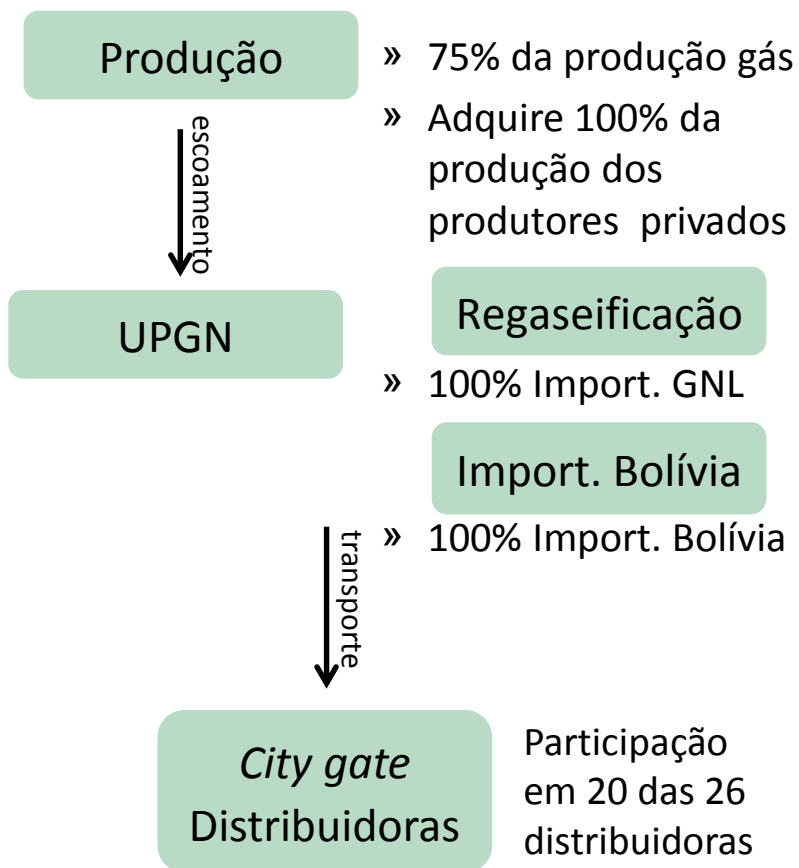 Produção
» 75% da produção gás
» Adquire 100% da
produção dos
produtores privados
escoamento
UPGN
Regaseificação
» 100% Import. GNL
Import. Bolívia
» 100% Import. Bolívia
transporte
City gate
Distribuidoras
Participação
em 20 das 26
distribuidoras